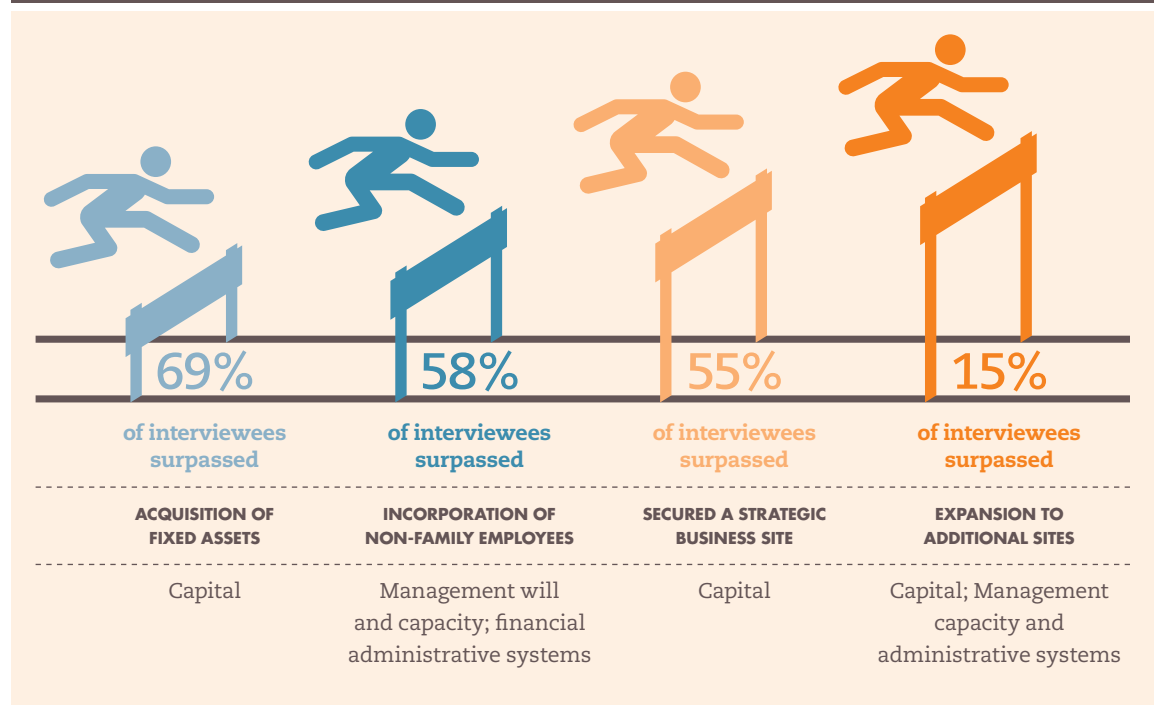 69%
of interviewees
surpassed
ACQUISITION OF
FIXED ASSETS
Capital
58%
of interviewees
surpassed
INCORPORATION OF
NON-FAMILY EMPLOYEES
Management will
and capacity; financial
administrative systems
55%
of interviewees
surpassed
SECURED A STRATEGIC
BUSINESS SITE
Capital
15%
of interviewees
surpassed
EXPANSION TO
ADDITIONAL SITES
Capital; Management
capacity and
administrative systems